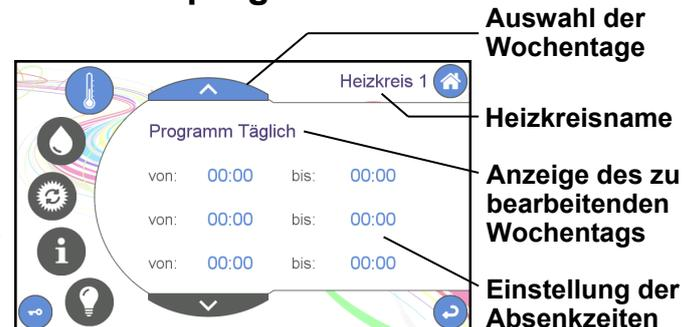 Auswahl der
Wochentage
Heizkreis 1
Heizkreisname
Programm Täglich
Anzeige des zu
bearbeitenden
Wochentags
von: 00:00 bis: 00:00
von: 00:00 bis: 00:00
von: 00:00 bis: 00:00
Einstellung der
Absenkzeiten